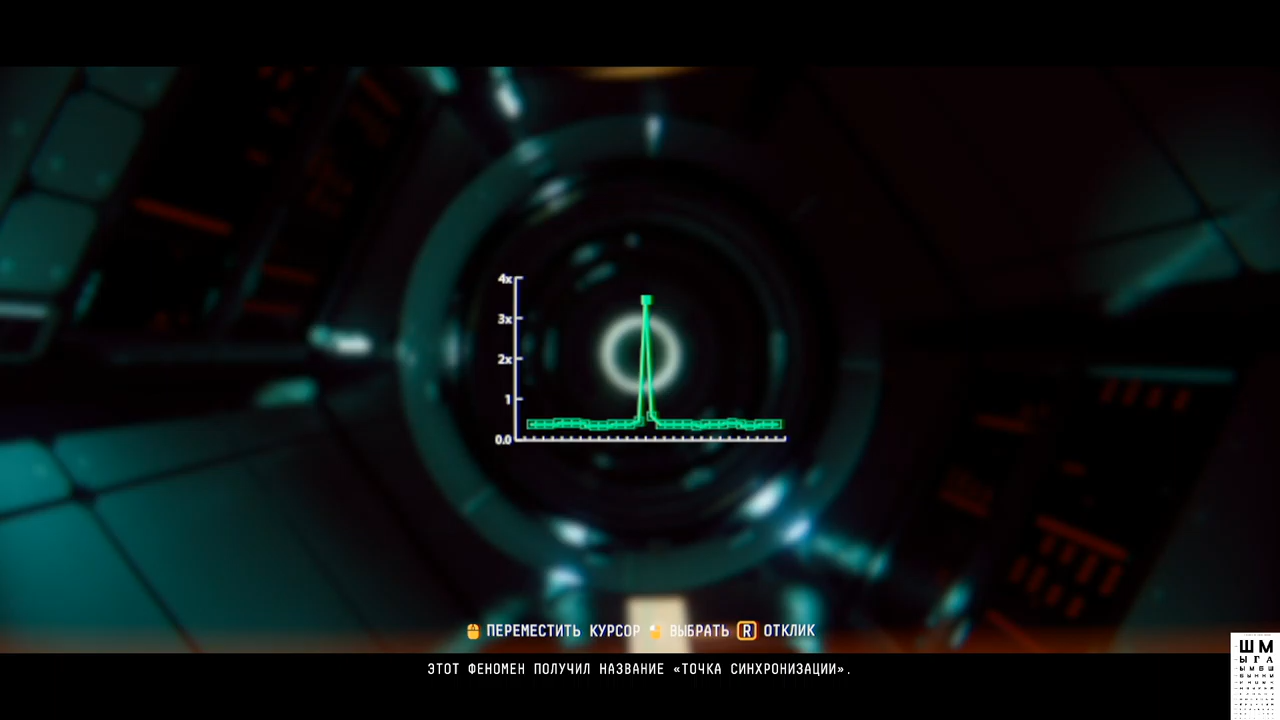 4x
3x
2x
1
0.0
ПЕРЕМЕСТИТЬ КУРСОР ВЫБРАТЬ R ОТКЛИК
ЭТОТ ФЕНОМЕН ПОЛУЧИЛ НАЗВАНИЕ «ТОЧКА СИНХРОНИЗАЦИИ».
Ш М
Ы Г А